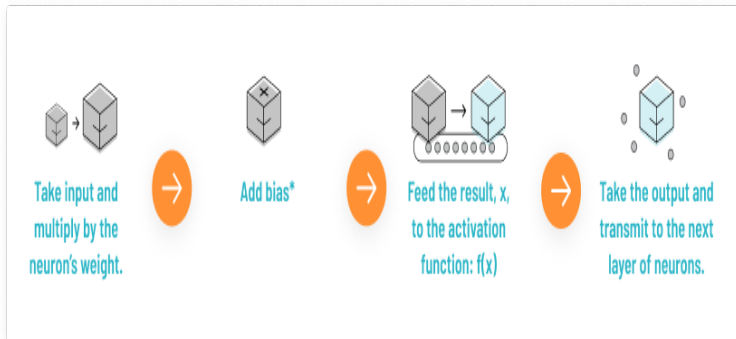 Take input and
multiply by the
neuron's weight.
Add bias*
Feed the result, x,
to the activation
function: f(x)
Take the output and
transmit to the next
layer of neurons.